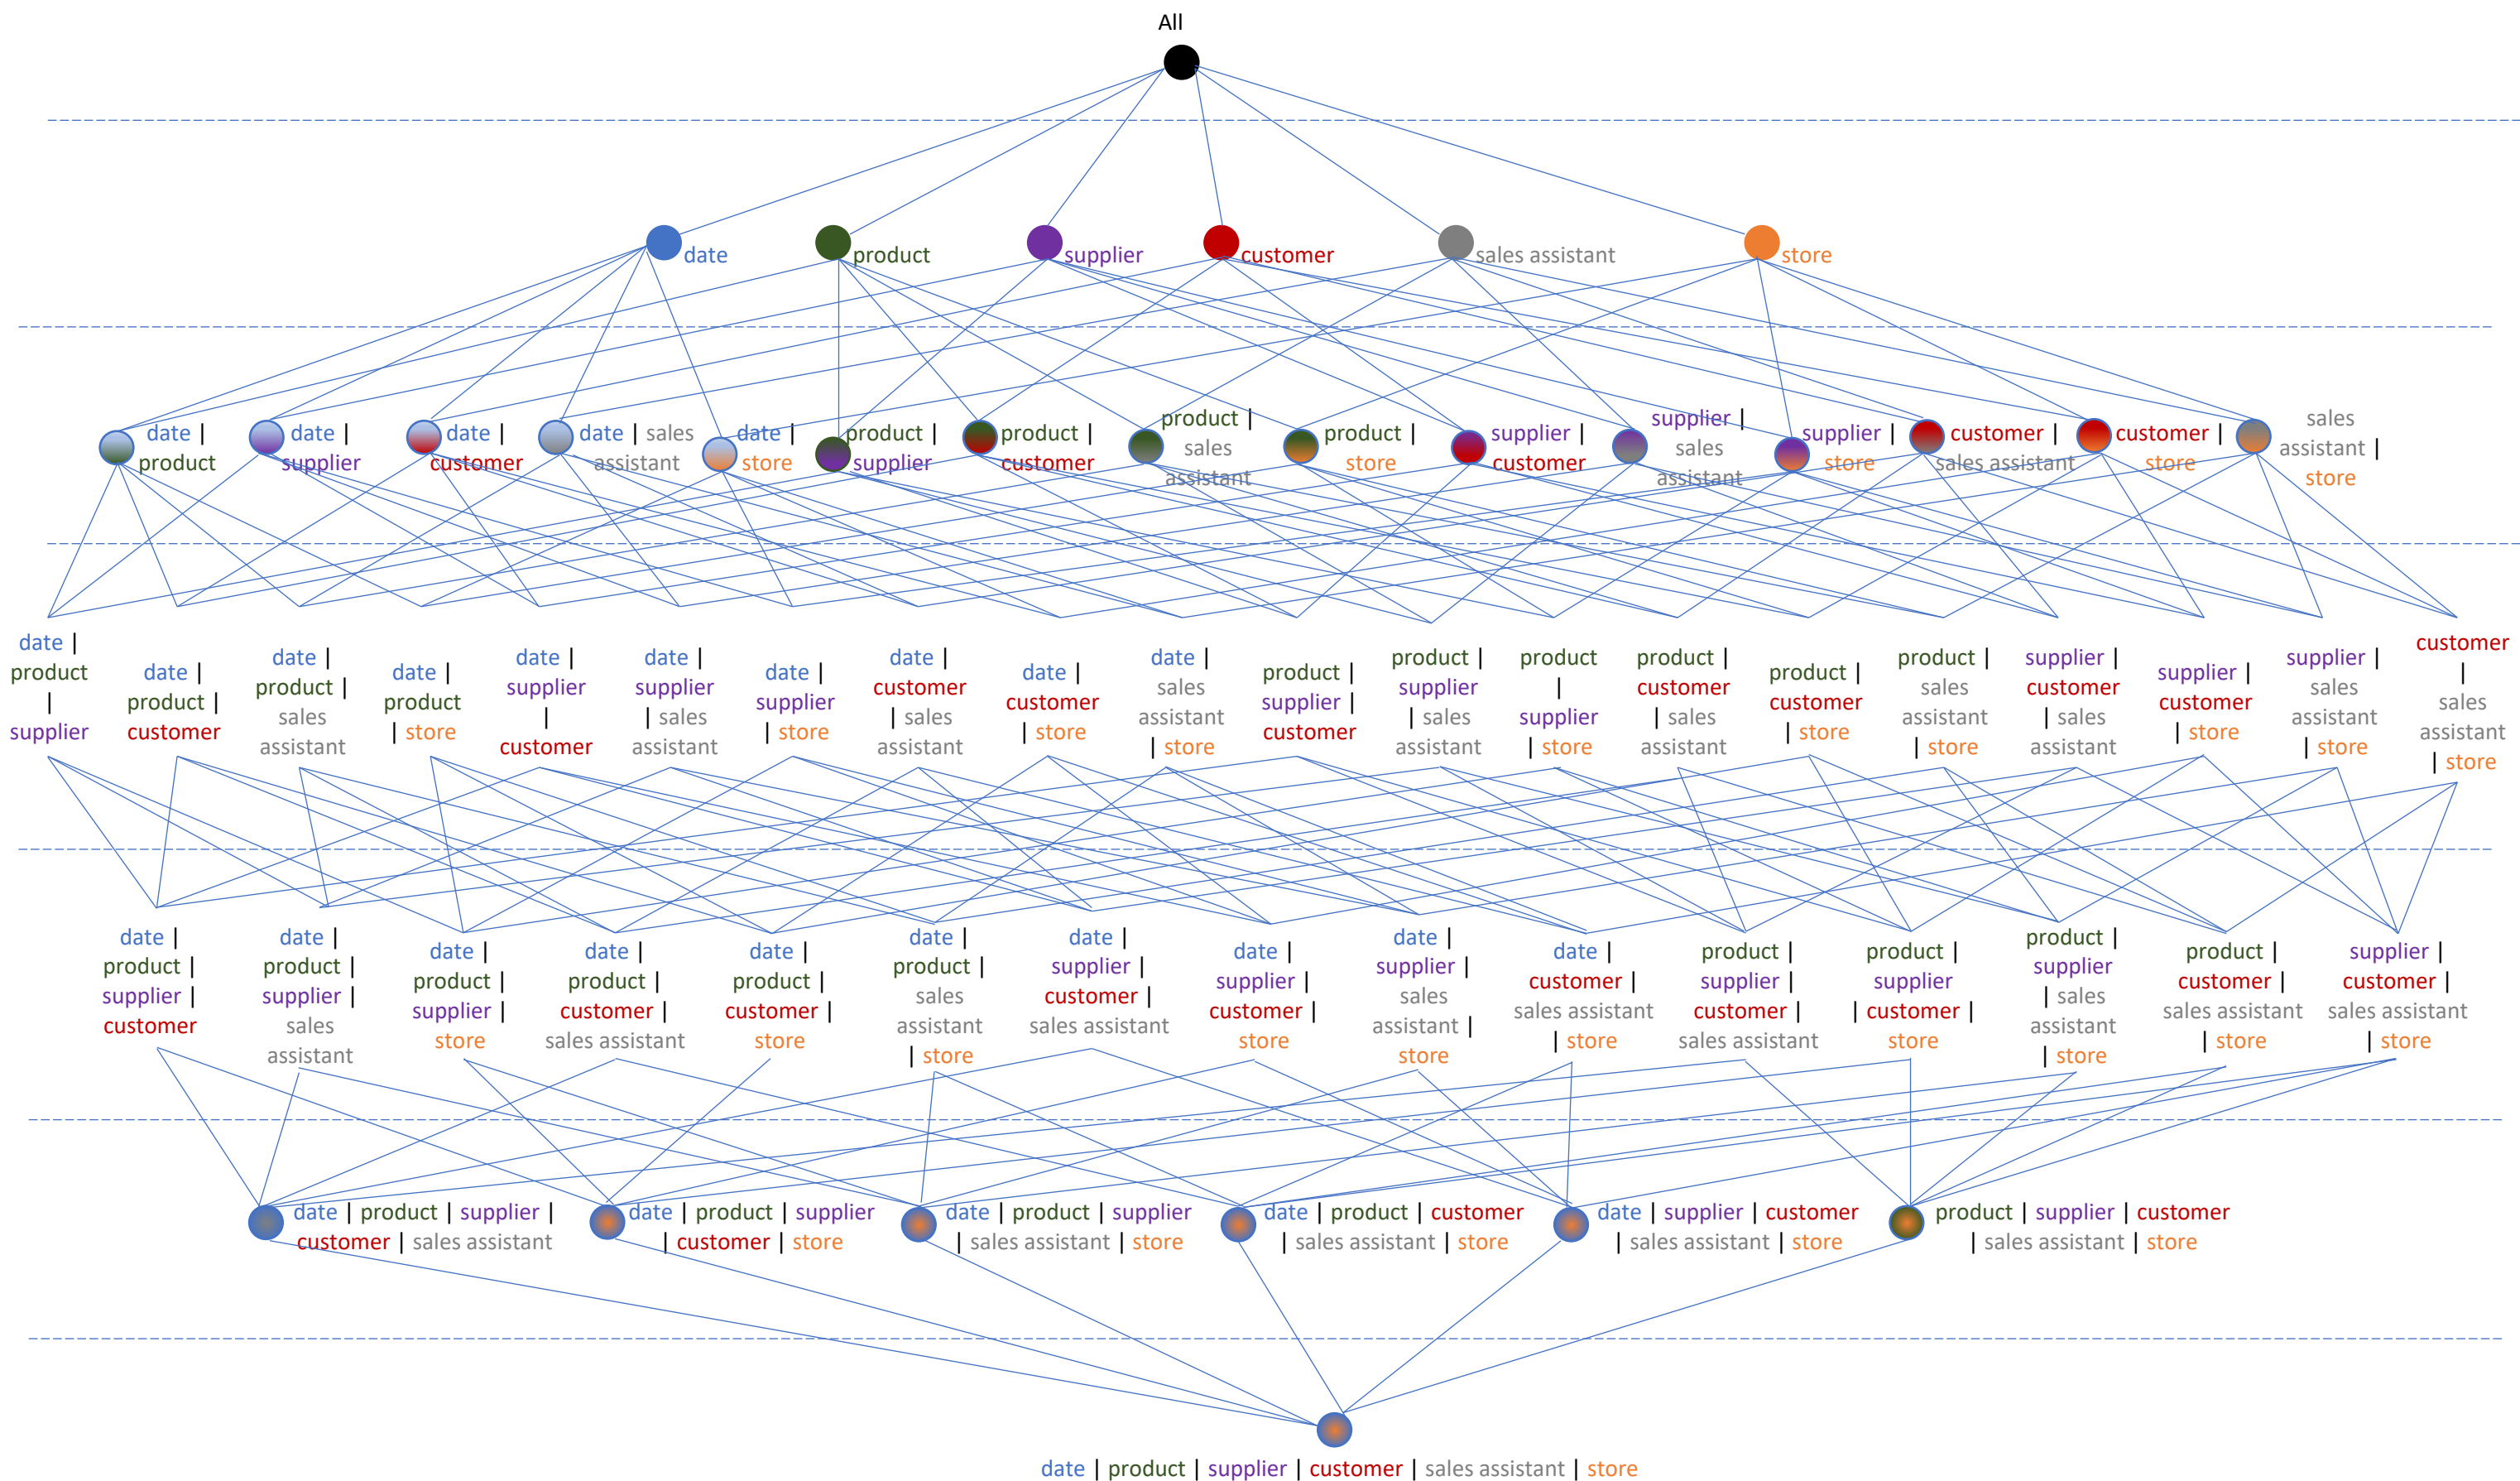 All
date
product
supplier
customer
sales assistant
store
date |
product
date |
supplier
date |
customer
date | sales
assistant
date |
store
product |
supplier
product |
customer
product |
sales
assistant
product |
store
supplier |
customer
supplier |
sales
assistant
supplier |
store
customer |
sales assistant
customer |
store
sales
assistant |
store
date |
product
|
supplier
date |
product |
customer
date |
product |
sales
assistant
date |
product
| store
date |
supplier
|
customer
date |
supplier
| sales
assistant
date |
supplier
| store
date |
customer
| sales
assistant
date |
customer
| store
date |
sales
assistant
| store
product |
supplier |
customer
product |
supplier
| sales
assistant
product
|
supplier
| store
product |
customer
| sales
assistant
product |
customer
| store
product |
sales
assistant
| store
supplier |
customer
| sales
assistant
supplier |
customer
| store
supplier |
sales
assistant
| store
customer
|
sales
assistant
| store
date |
product |
supplier |
customer
date |
product |
supplier |
sales
assistant
date |
product |
supplier |
store
date |
product |
customer |
sales assistant
date |
product |
customer |
store
date |
product |
sales
assistant
| store
date |
supplier |
customer |
sales assistant
date |
supplier |
customer |
store
date |
supplier |
sales
assistant |
store
date |
customer |
sales assistant
| store
product |
supplier |
customer |
sales assistant
product |
supplier
| customer |
store
product |
supplier
| sales
assistant
| store
product |
customer |
sales assistant
| store
supplier |
customer |
sales assistant
| store
date | product | supplier |
customer | sales assistant
date | product | supplier
| customer | store
date | product | supplier
| sales assistant | store
date | product | customer
| sales assistant | store
date | supplier | customer
| sales assistant | store
product | supplier | customer
| sales assistant | store
date | product | supplier | customer | sales assistant | store